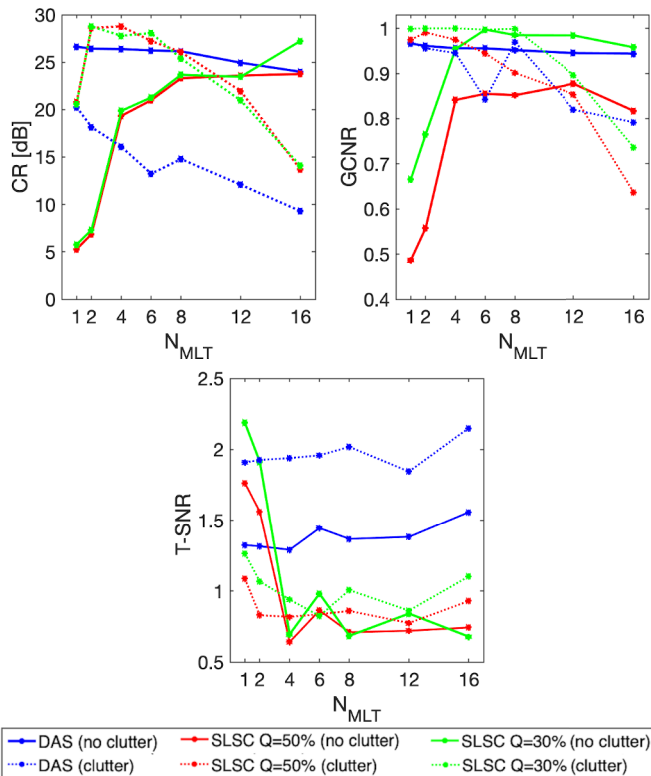 30
25
20
15
10
5
0
CR [dB]
1 2 4 6 8 12 16
N_MLT
1
0.9
0.8
0.7
0.6
0.5
0.4
GCNR
1 2 4 6 8 12 16
N_MLT
2.5
2
1.5
1
0.5
T-SNR
1 2 4 6 8 12 16
N_MLT
DAS (no clutter) SLSC Q=50% (no clutter) SLSC Q=30% (no clutter)
DAS (clutter) SLSC Q=50% (clutter) SLSC Q=30% (clutter)